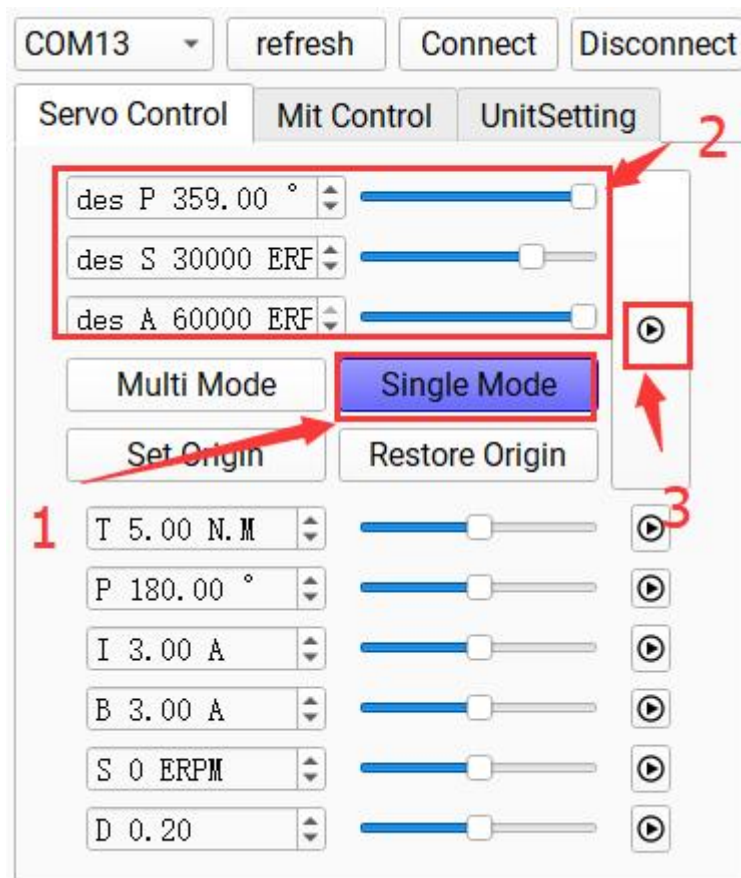 COM13 refresh Connect Disconnect
Servo Control Mit Control UnitSetting
2
des P 359.00 °
des S 30000 ERF
des A 60000 ERF
Multi Mode Single Mode
Set Origin Restore Origin
1
3
T 5.00 N.M
P 180.00 °
I 3.00 A
B 3.00 A
S 0 ERPM
D 0.20